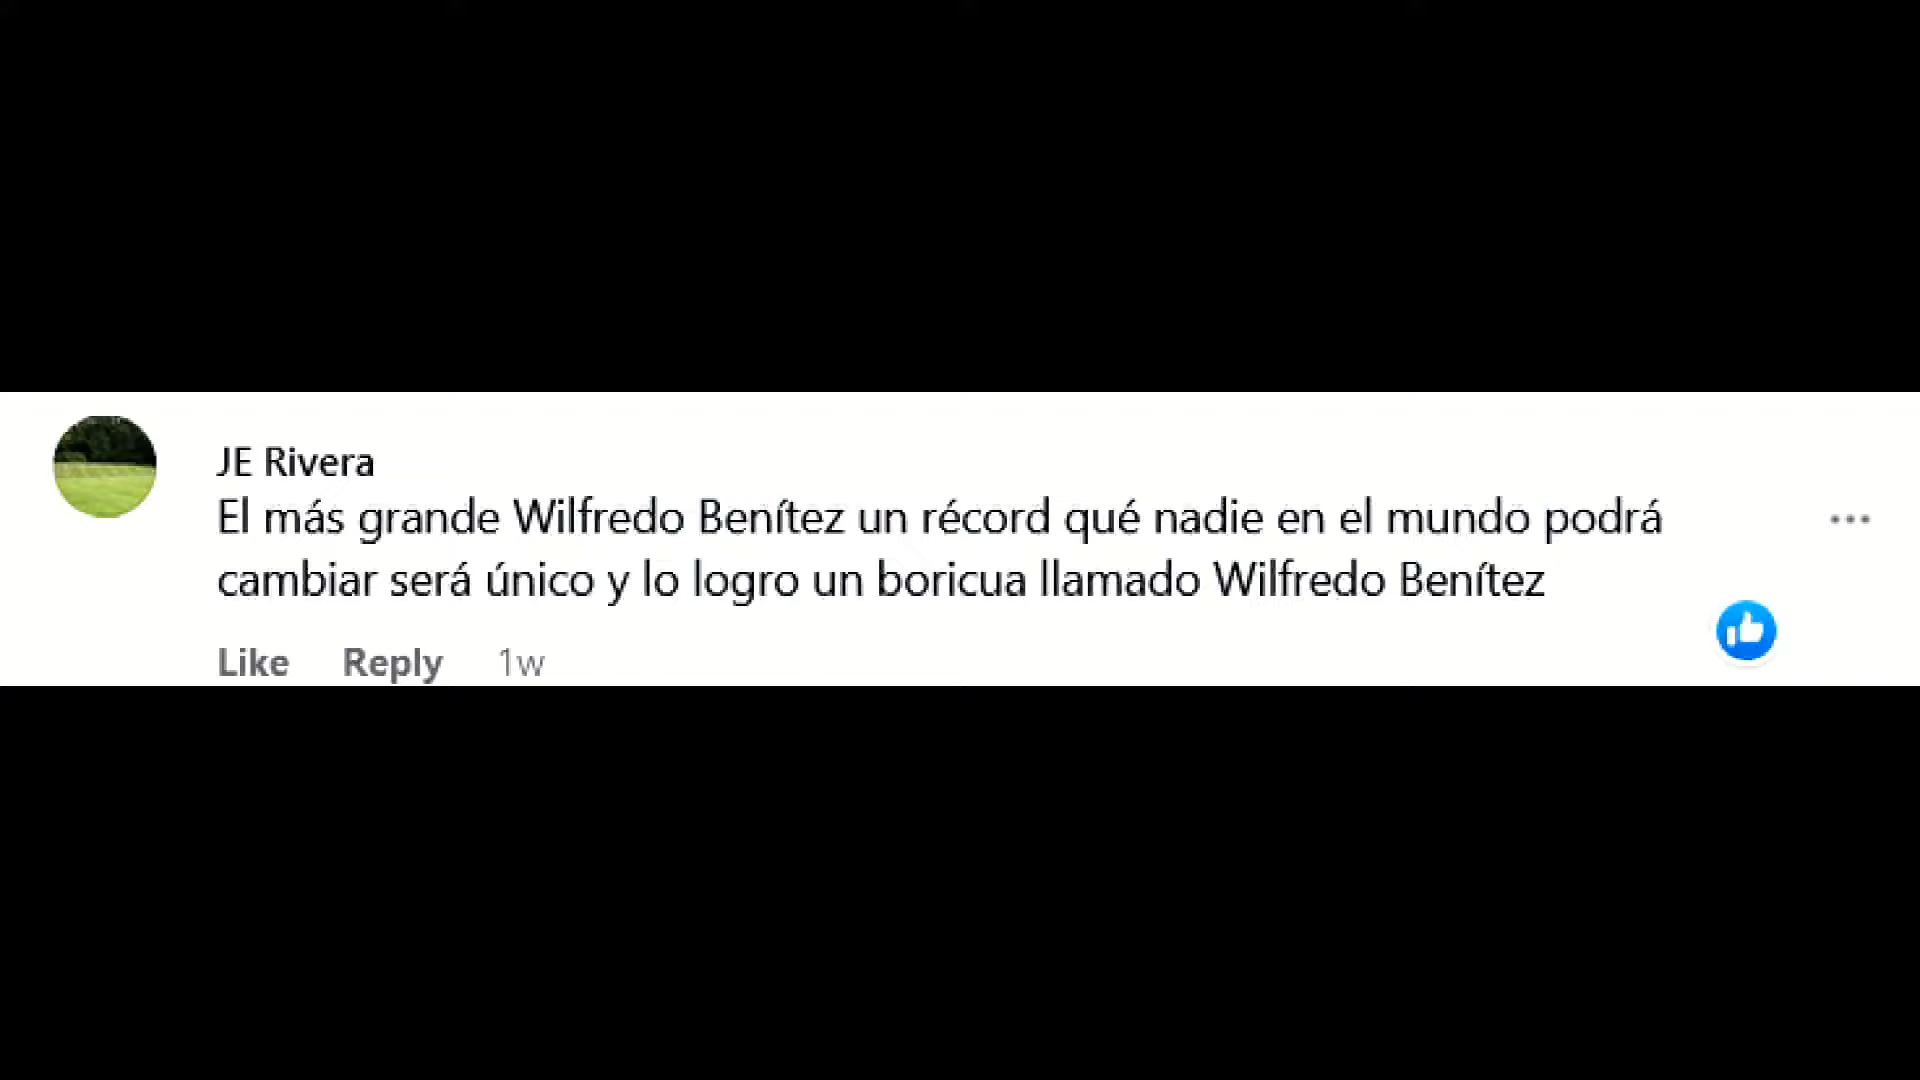 JE Rivera
El más grande Wilfredo Benítez un récord qué nadie en el mundo podrá
cambiar será único y lo logro un boricua llamado Wilfredo Benítez
Like Reply 1w